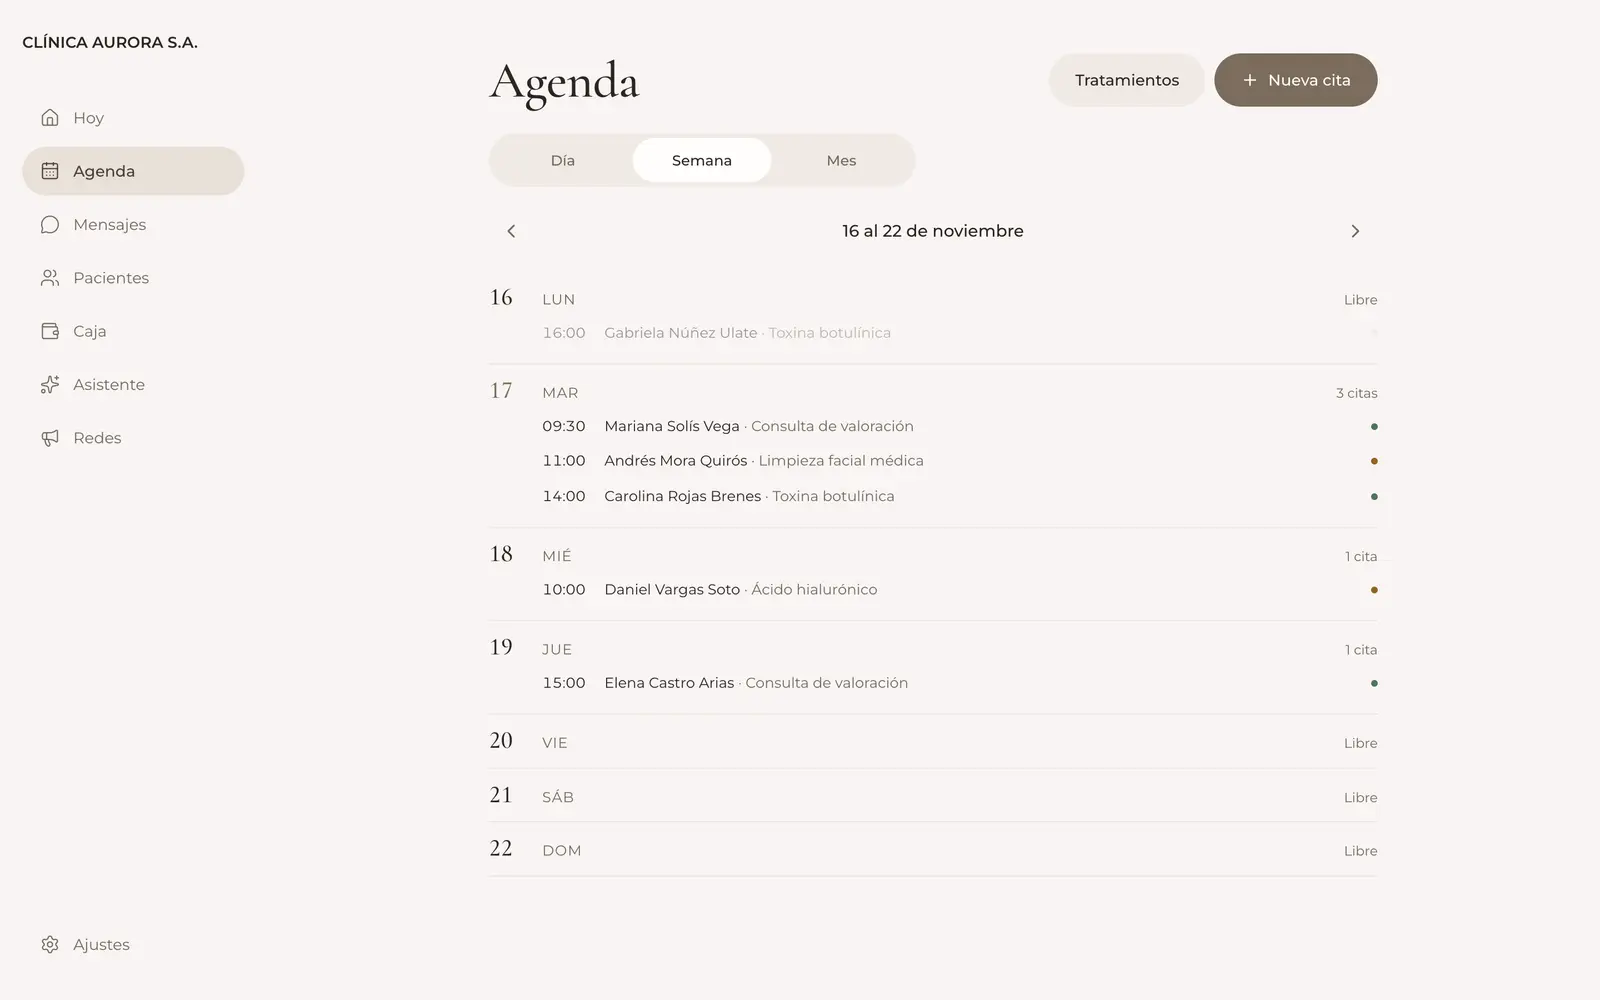 CLÍNICA AURORA S.A.
Hoy
Agenda
Mensajes
Pacientes
Caja
Asistente
Redes
Ajustes
Agenda
Tratamientos
+ Nueva cita
Día Semana Mes
16 al 22 de noviembre
16 LUN Libre
16:00 Gabriela Núñez Ulate · Toxina botulínica
17 MAR 3 citas
09:30 Mariana Solís Vega · Consulta de valoración
11:00 Andrés Mora Quirós · Limpieza facial médica
14:00 Carolina Rojas Brenes · Toxina botulínica
18 MIÉ 1 cita
10:00 Daniel Vargas Soto · Ácido hialurónico
19 JUE 1 cita
15:00 Elena Castro Arias · Consulta de valoración
20 VIE Libre
21 SÁB Libre
22 DOM Libre